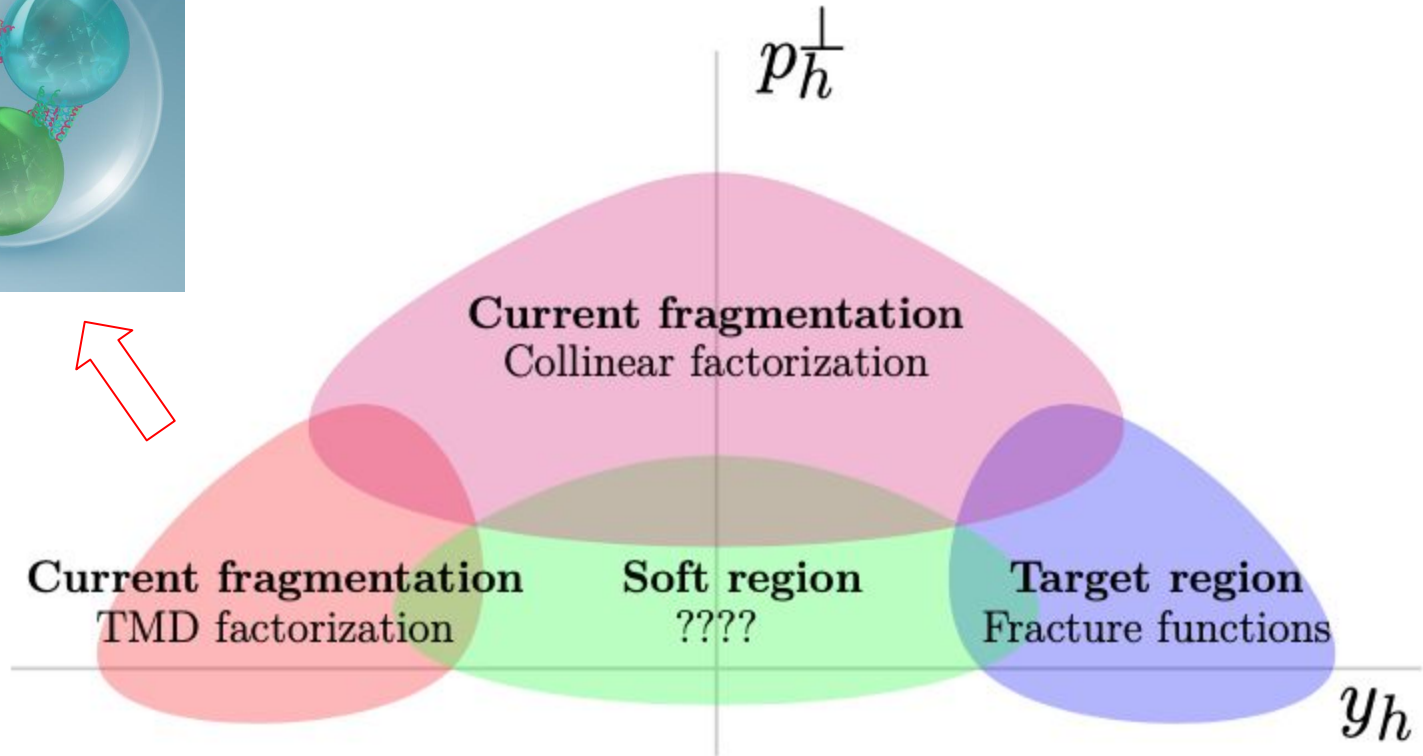 p_h^⊥
Current fragmentation
Collinear factorization
Current fragmentation
TMD factorization
Soft region
????
Target region
Fracture functions
y_h